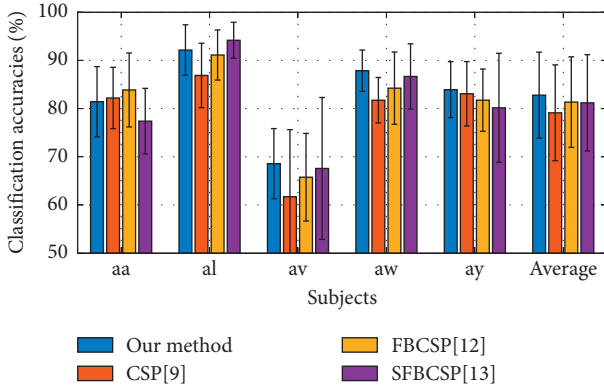 Classification accuracies (%)
100
90
80
70
60
50
aa al av aw ay Average
Subjects
Our method
CSP[9]
FBCSP[12]
SFBCSP[13]